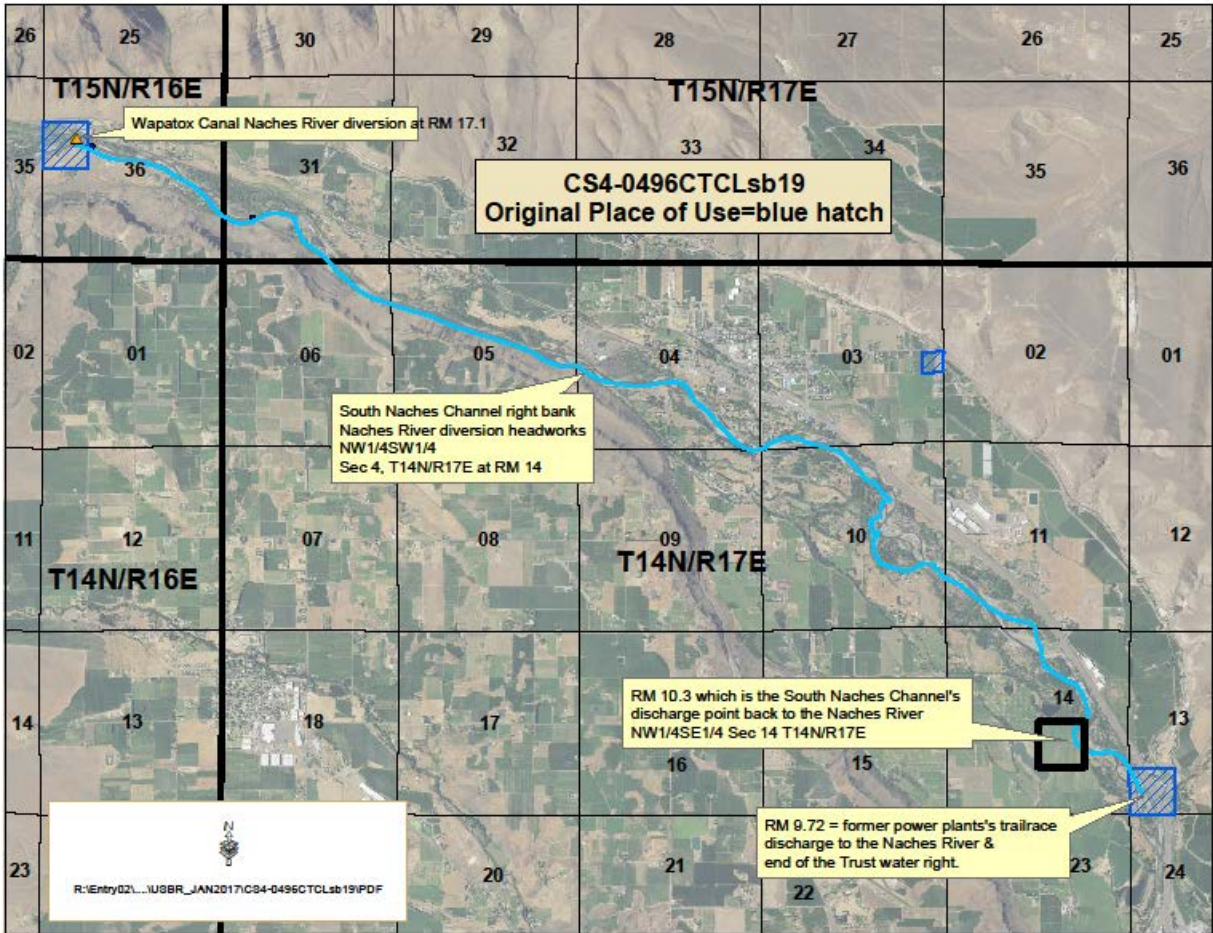 26 25 30 29 28 27 26 25
T15N/R16E
T15N/R17E
Wapatox Canal Naches River diversion at RM 17.1
35 36 31 32 33 34 35 36
CS4-0496CTCLsb19
Original Place of Use=blue hatch
02 01 06 05 04 03 02 01
South Naches Channel right bank
Naches River diversion headworks
NW1/4SW1/4
Sec 4, T14N/R17E at RM 14
11 12 07 08 09 10 11 12
T14N/R16E
T14N/R17E
RM 10.3 which is the South Naches Channel's
discharge point back to the Naches River
NW1/4SE1/4 Sec 14 T14N/R17E
14 13 18 17 16 15 14 13
RM 9.72 = former power plants's trailrace
discharge to the Naches River &
end of the Trust water right.
N
R:\Entry02\....\USBR_JAN2017\CS4-0496CTCLsb19\PDF
23 20 21 22 23 24